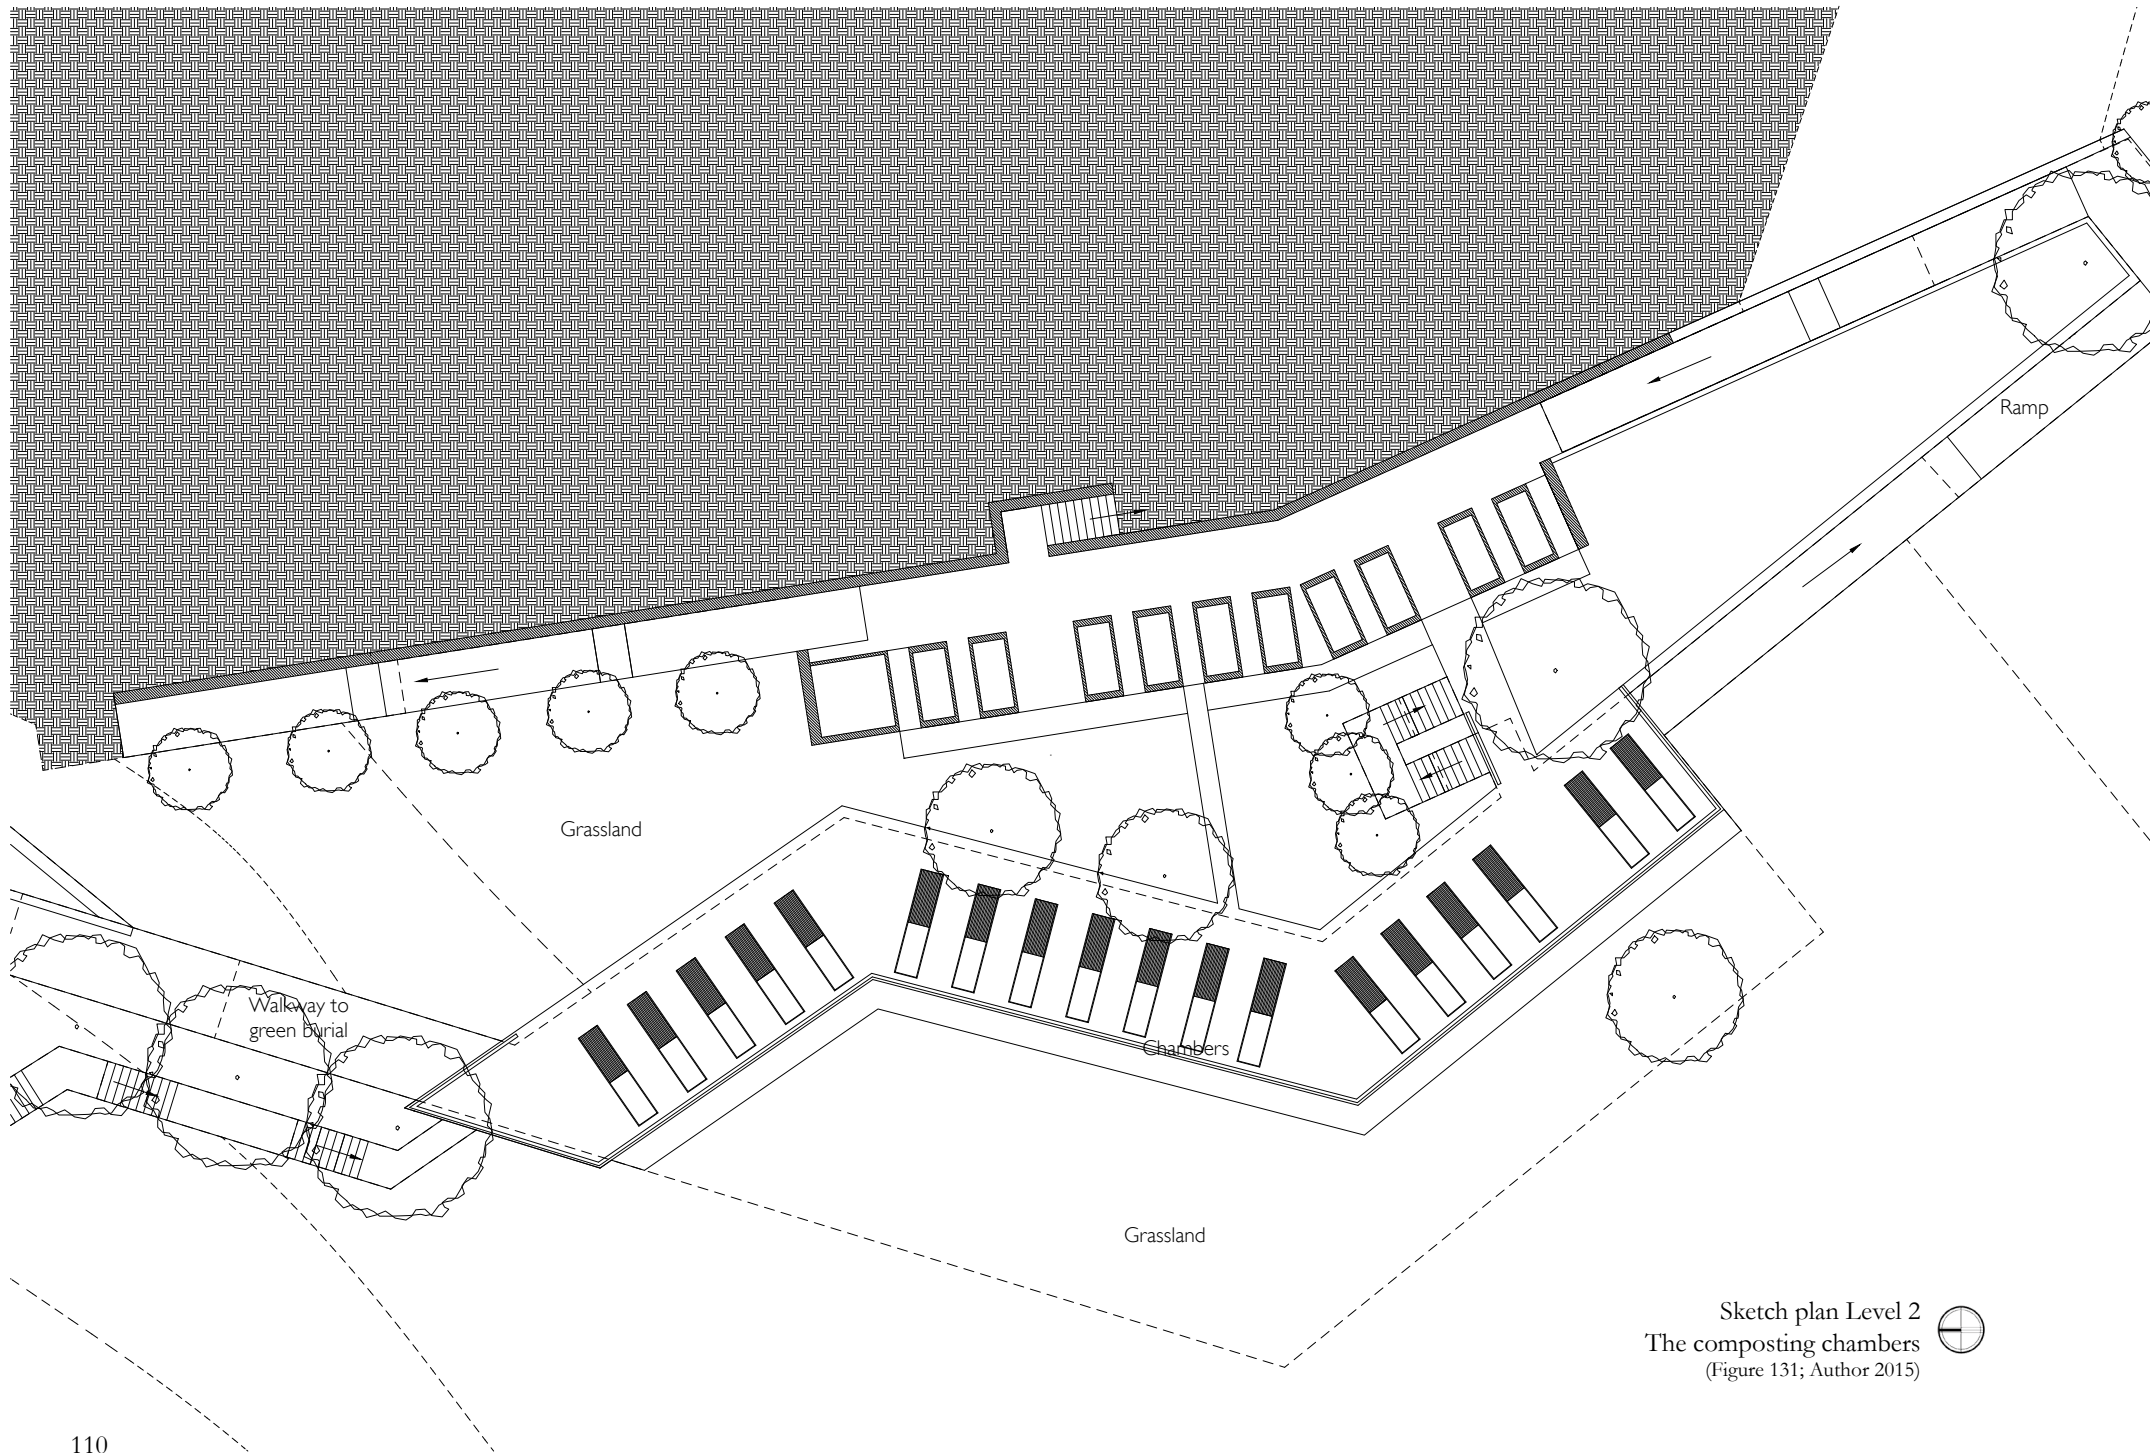 Ramp
Grassland
Walkway to
green burial
Chambers
Grassland
Sketch plan Level 2
The composting chambers
(Figure 131; Author 2015)
110